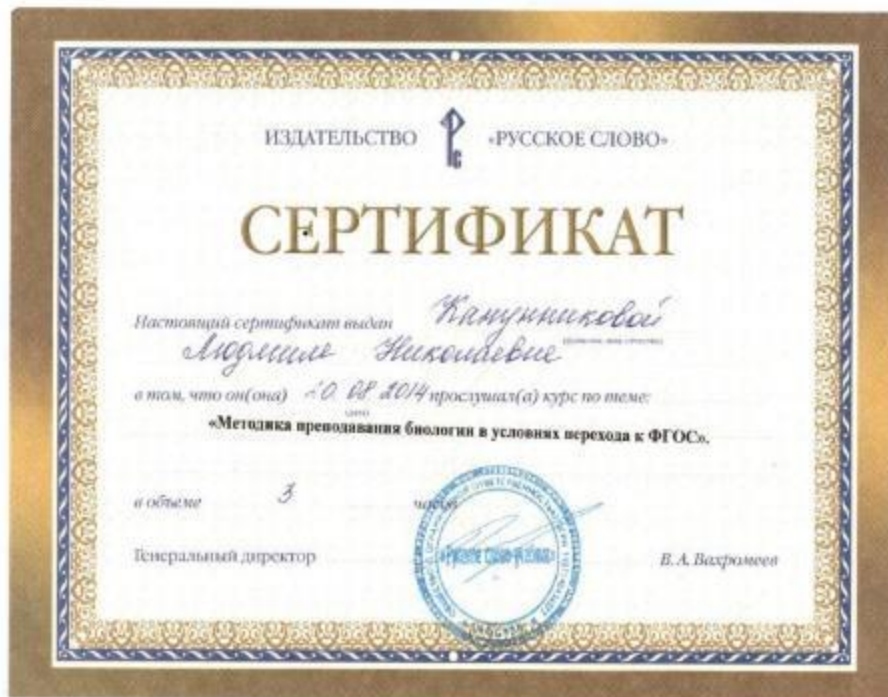 ИЗДАТЕЛЬСТВО «РУССКОЕ СЛОВО»
СЕРТИФИКАТ
Настоящий сертификат выдан Канунниковой
Людмиле Николаевне
в том, что он(она) 20.08 2014 прослушал(а) курс по теме:
«Методика преподавания биологии в условиях перехода к ФГОС».
в объеме 3 часов
Генеральный директор В. А. Вахромеев